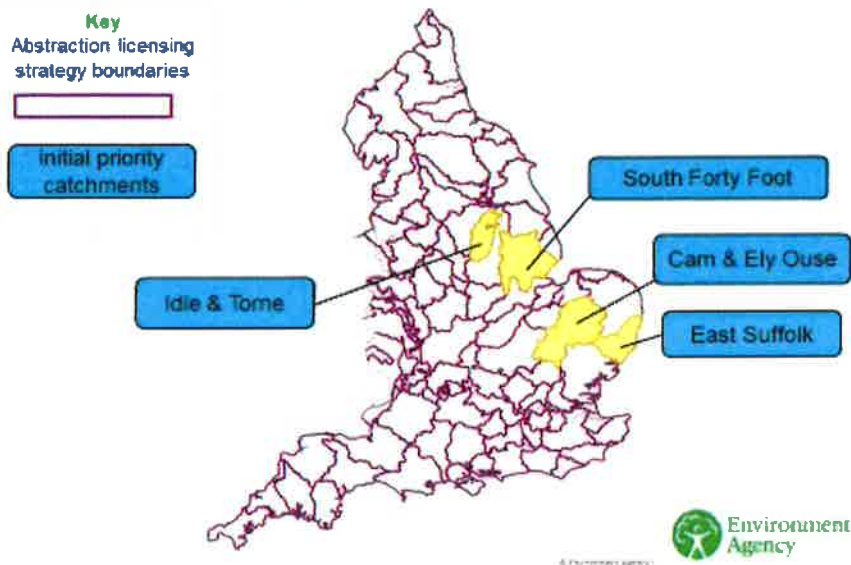 Key
Abstraction licensing
strategy boundaries
initial priority
catchments
South Forty Foot
Cam & Ely Ouse
Idle & Torne
East Suffolk
Environment
Agency